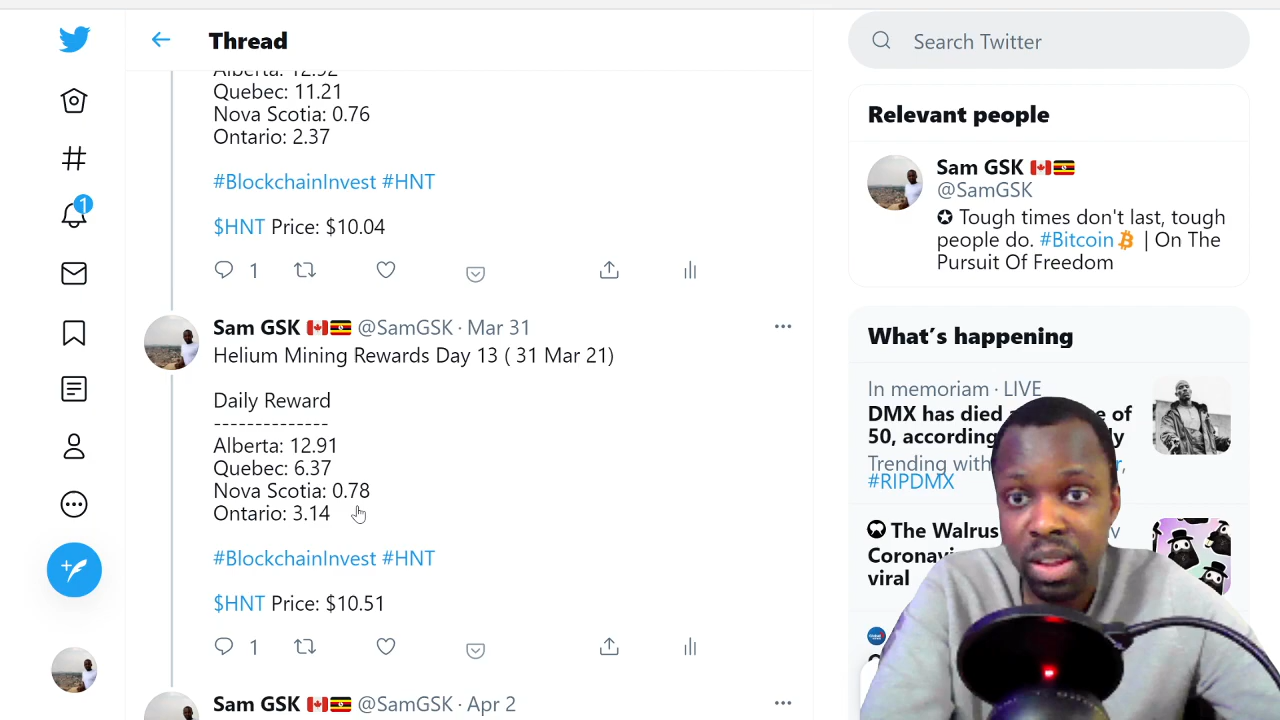 Thread
Alberta: 12.92
Quebec: 11.21
Nova Scotia: 0.76
Ontario: 2.37
#BlockchainInvest #HNT
$HNT Price: $10.04
1
Sam GSK @SamGSK · Mar 31
Helium Mining Rewards Day 13 ( 31 Mar 21)
Daily Reward
--------------
Alberta: 12.91
Quebec: 6.37
Nova Scotia: 0.78
Ontario: 3.14
#BlockchainInvest #HNT
$HNT Price: $10.51
1
Sam GSK @SamGSK · Apr 2
1
Search Twitter
Relevant people
Sam GSK
@SamGSK
✪ Tough times don't last, tough
people do. #Bitcoin | On The
Pursuit Of Freedom
What's happening
In memoriam · LIVE
DMX has died of
50, according
Trending with
#RIPDMX
The Walrus
viral